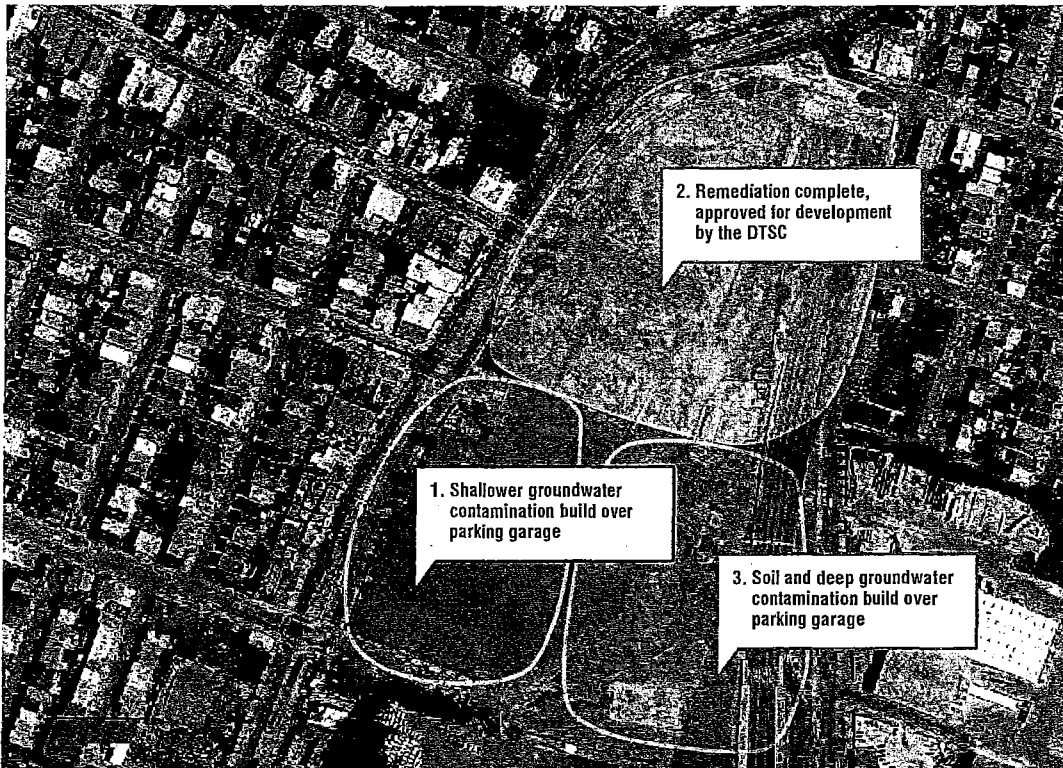 2. Remediation complete,
approved for development
by the DTSC
1. Shallower groundwater
contamination build over
parking garage
3. Soil and deep groundwater
contamination build over
parking garage